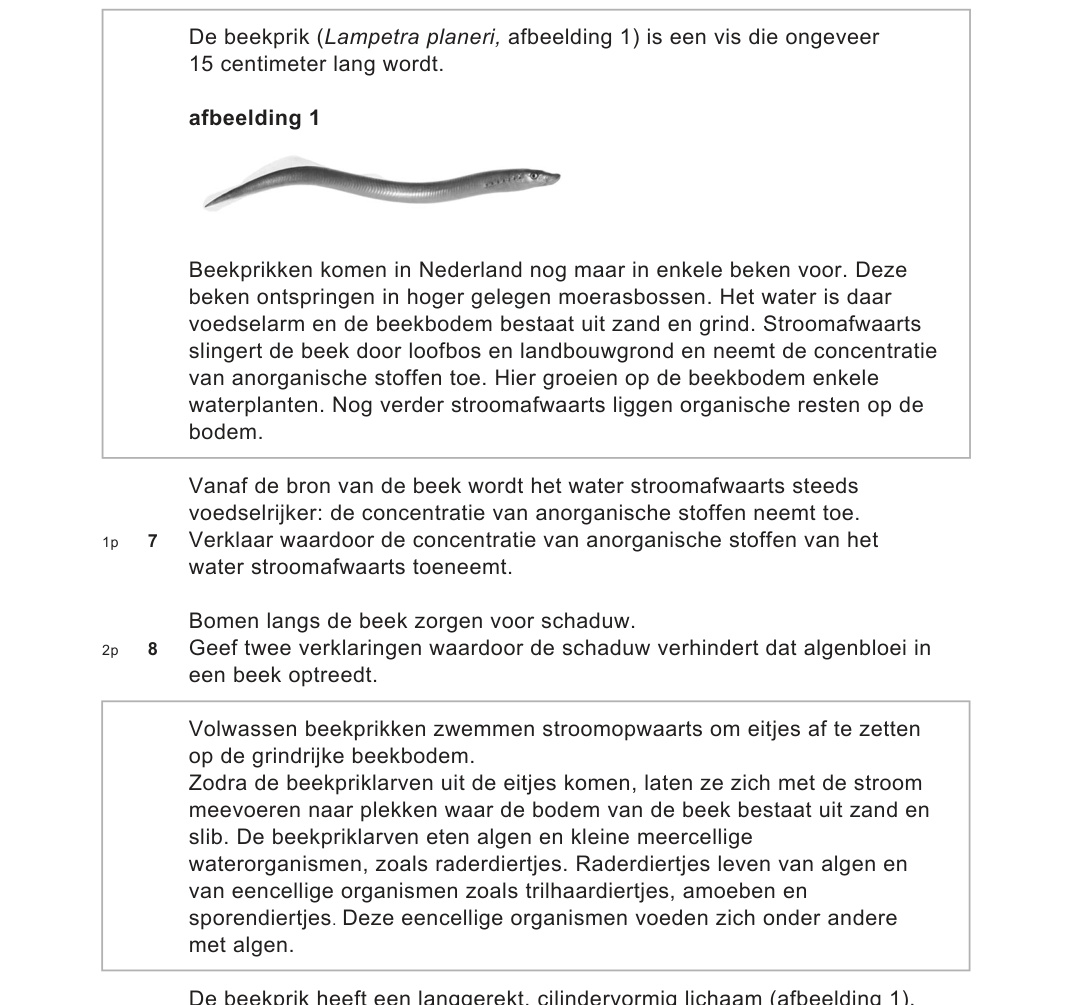 De beekprik (Lampetra planeri, afbeelding 1) is een vis die ongeveer
15 centimeter lang wordt.
afbeelding 1
Beekprikken komen in Nederland nog maar in enkele beken voor. Deze
beken ontspringen in hoger gelegen moerasbossen. Het water is daar
voedselarm en de beekbodem bestaat uit zand en grind. Stroomafwaarts
slingert de beek door loofbos en landbouwgrond en neemt de concentratie
van anorganische stoffen toe. Hier groeien op de beekbodem enkele
waterplanten. Nog verder stroomafwaarts liggen organische resten op de
bodem.
Vanaf de bron van de beek wordt het water stroomafwaarts steeds
voedselrijker: de concentratie van anorganische stoffen neemt toe.
1p 7 Verklaar waardoor de concentratie van anorganische stoffen van het
water stroomafwaarts toeneemt.
Bomen langs de beek zorgen voor schaduw.
2p 8 Geef twee verklaringen waardoor de schaduw verhindert dat algenbloei in
een beek optreedt.
Volwassen beekprikken zwemmen stroomopwaarts om eitjes af te zetten
op de grindrijke beekbodem.
Zodra de beekpriklarven uit de eitjes komen, laten ze zich met de stroom
meevoeren naar plekken waar de bodem van de beek bestaat uit zand en
slib. De beekpriklarven eten algen en kleine meercellige
waterorganismen, zoals raderdiertjes. Raderdiertjes leven van algen en
van eencellige organismen zoals trilhaardiertjes, amoeben en
sporendiertjes. Deze eencellige organismen voeden zich onder andere
met algen.
De beekprik heeft een langgerekt, cilindervormig lichaam (afbeelding 1).